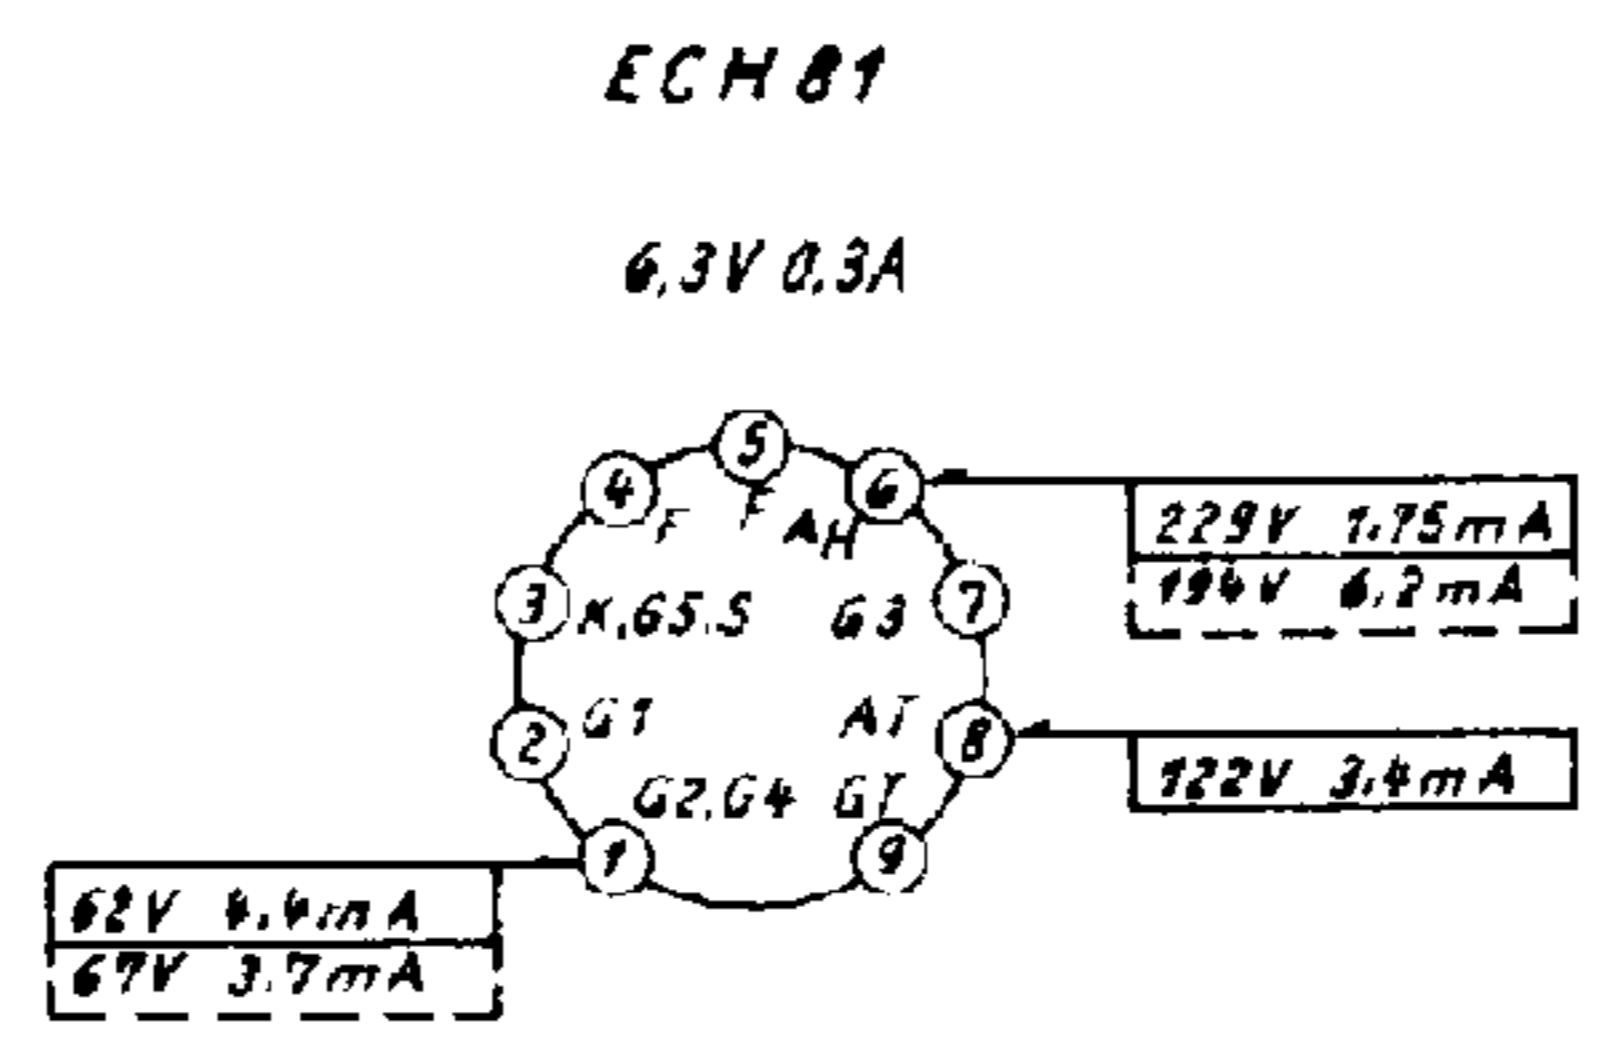 ECH 81
6,3V 0,3A
5
4
6
F
F
AH
229V 1,75mA
194V 6,2mA
3
K,G5,S
G3
7
2
G1
AT
8
122V 3,4mA
G2,G4
GT
1
9
62V 4,4mA
67V 3,7mA